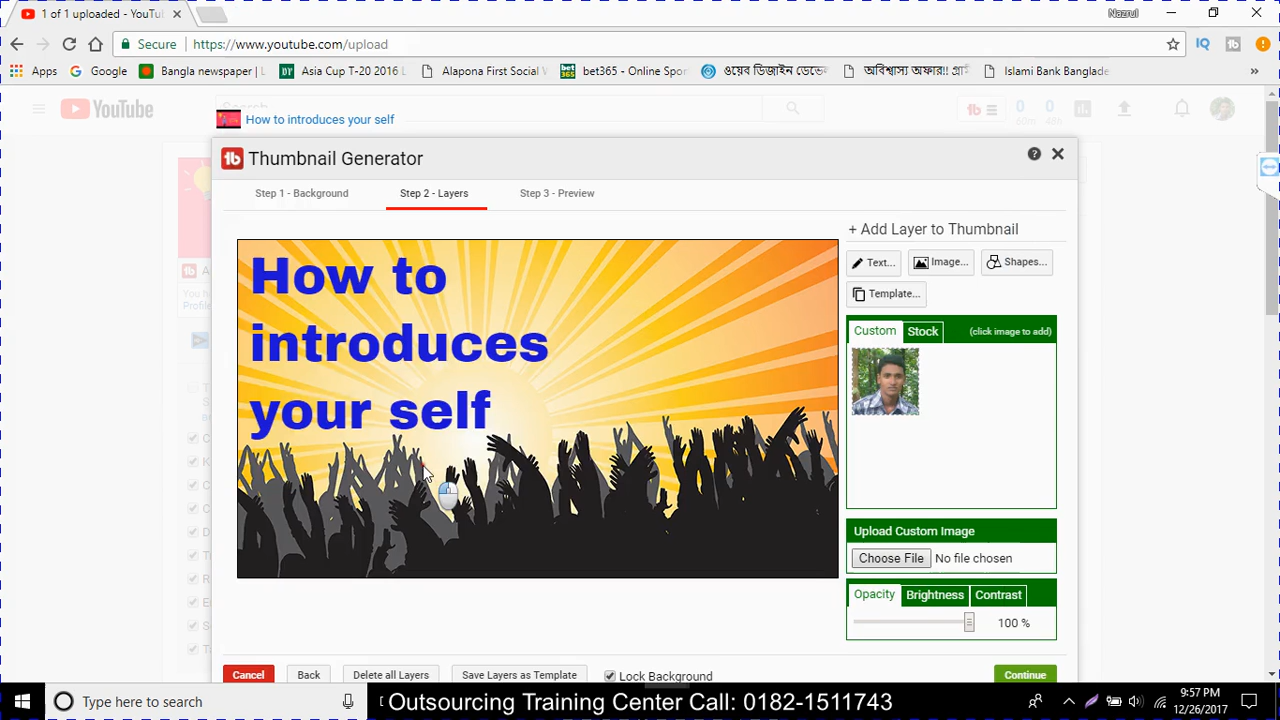 1 of 1 uploaded - YouTu
Nazrul
Secure
https://www.youtube.com/upload
Apps
Google
Bangla newspaper | L
Asia Cup T-20 2016 L
Alapona First Social V
bet365 - Online Spor
ওয়েব ডিজাইন ডেভে
অবিশ্বাস্য অফার!! গ্রা
Islami Bank Banglade
»
YouTube
Search
0
0
60m
48h
How to introduces your self
Thumbnail Generator
Step 1 - Background
Step 2 - Layers
Step 3 - Preview
+ Add Layer to Thumbnail
Text...
Image...
Shapes...
Template...
Custom
Stock
(click image to add)
How to
introduces
your self
Upload Custom Image
Choose File
No file chosen
Opacity
Brightness
Contrast
100 %
Cancel
Back
Delete all Layers
Save Layers as Template
Lock Background
Continue
Type here to search
Outsourcing Training Center Call: 0182-1511743
9:57 PM
12/26/2017